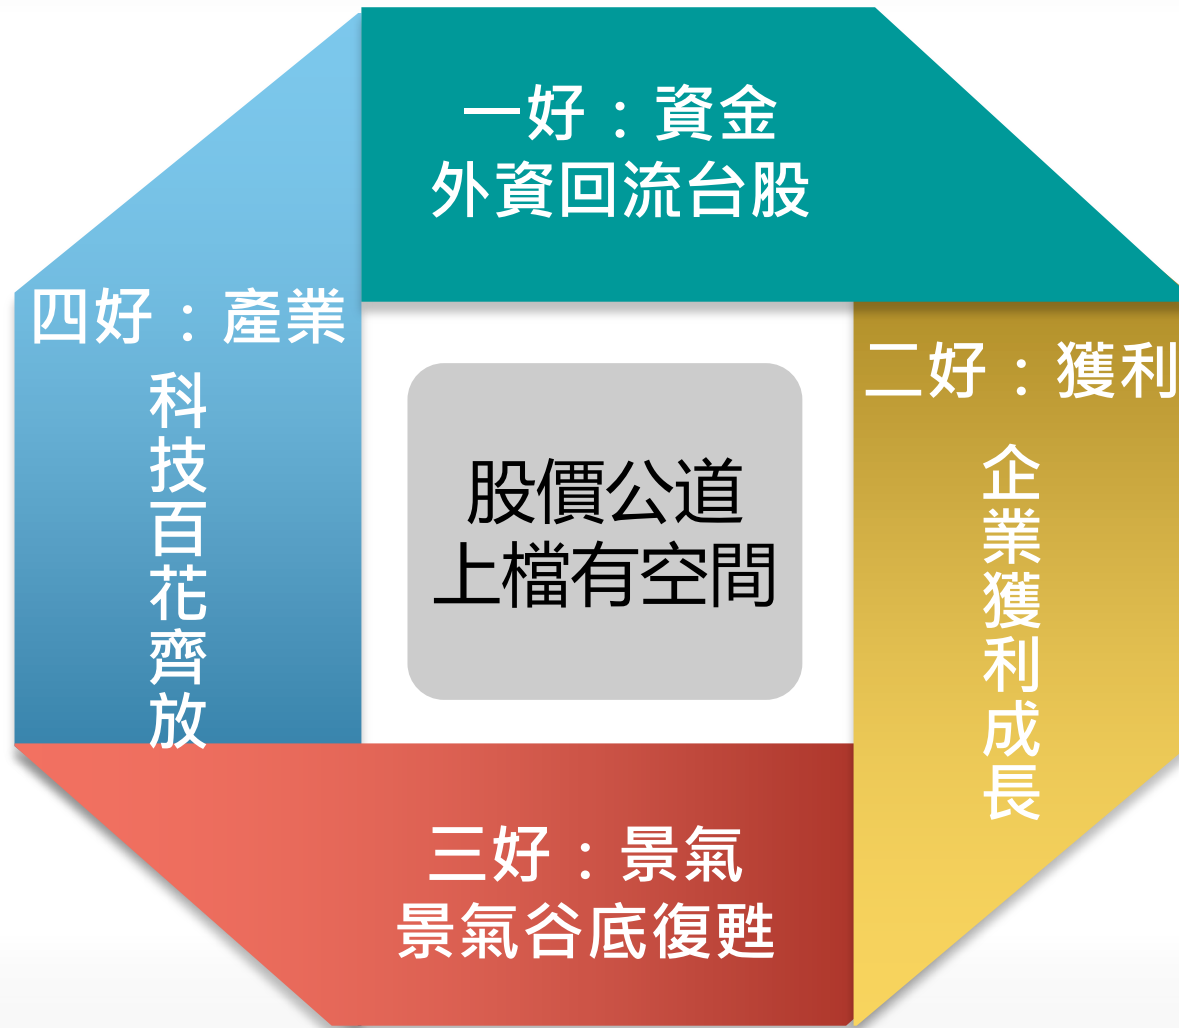 一好：資金
外資回流台股
二好：獲利
企業獲利成長
三好：景氣
景氣谷底復甦
四好：產業
科技百花齊放
股價公道
上檔有空間